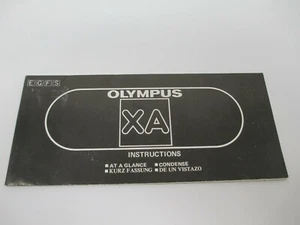 E G F S
OLYMPUS
XA
INSTRUCTIONS
■ AT A GLANCE ■ CONDENSE
■ KURZ FASSUNG ■ DE UN VISTAZO